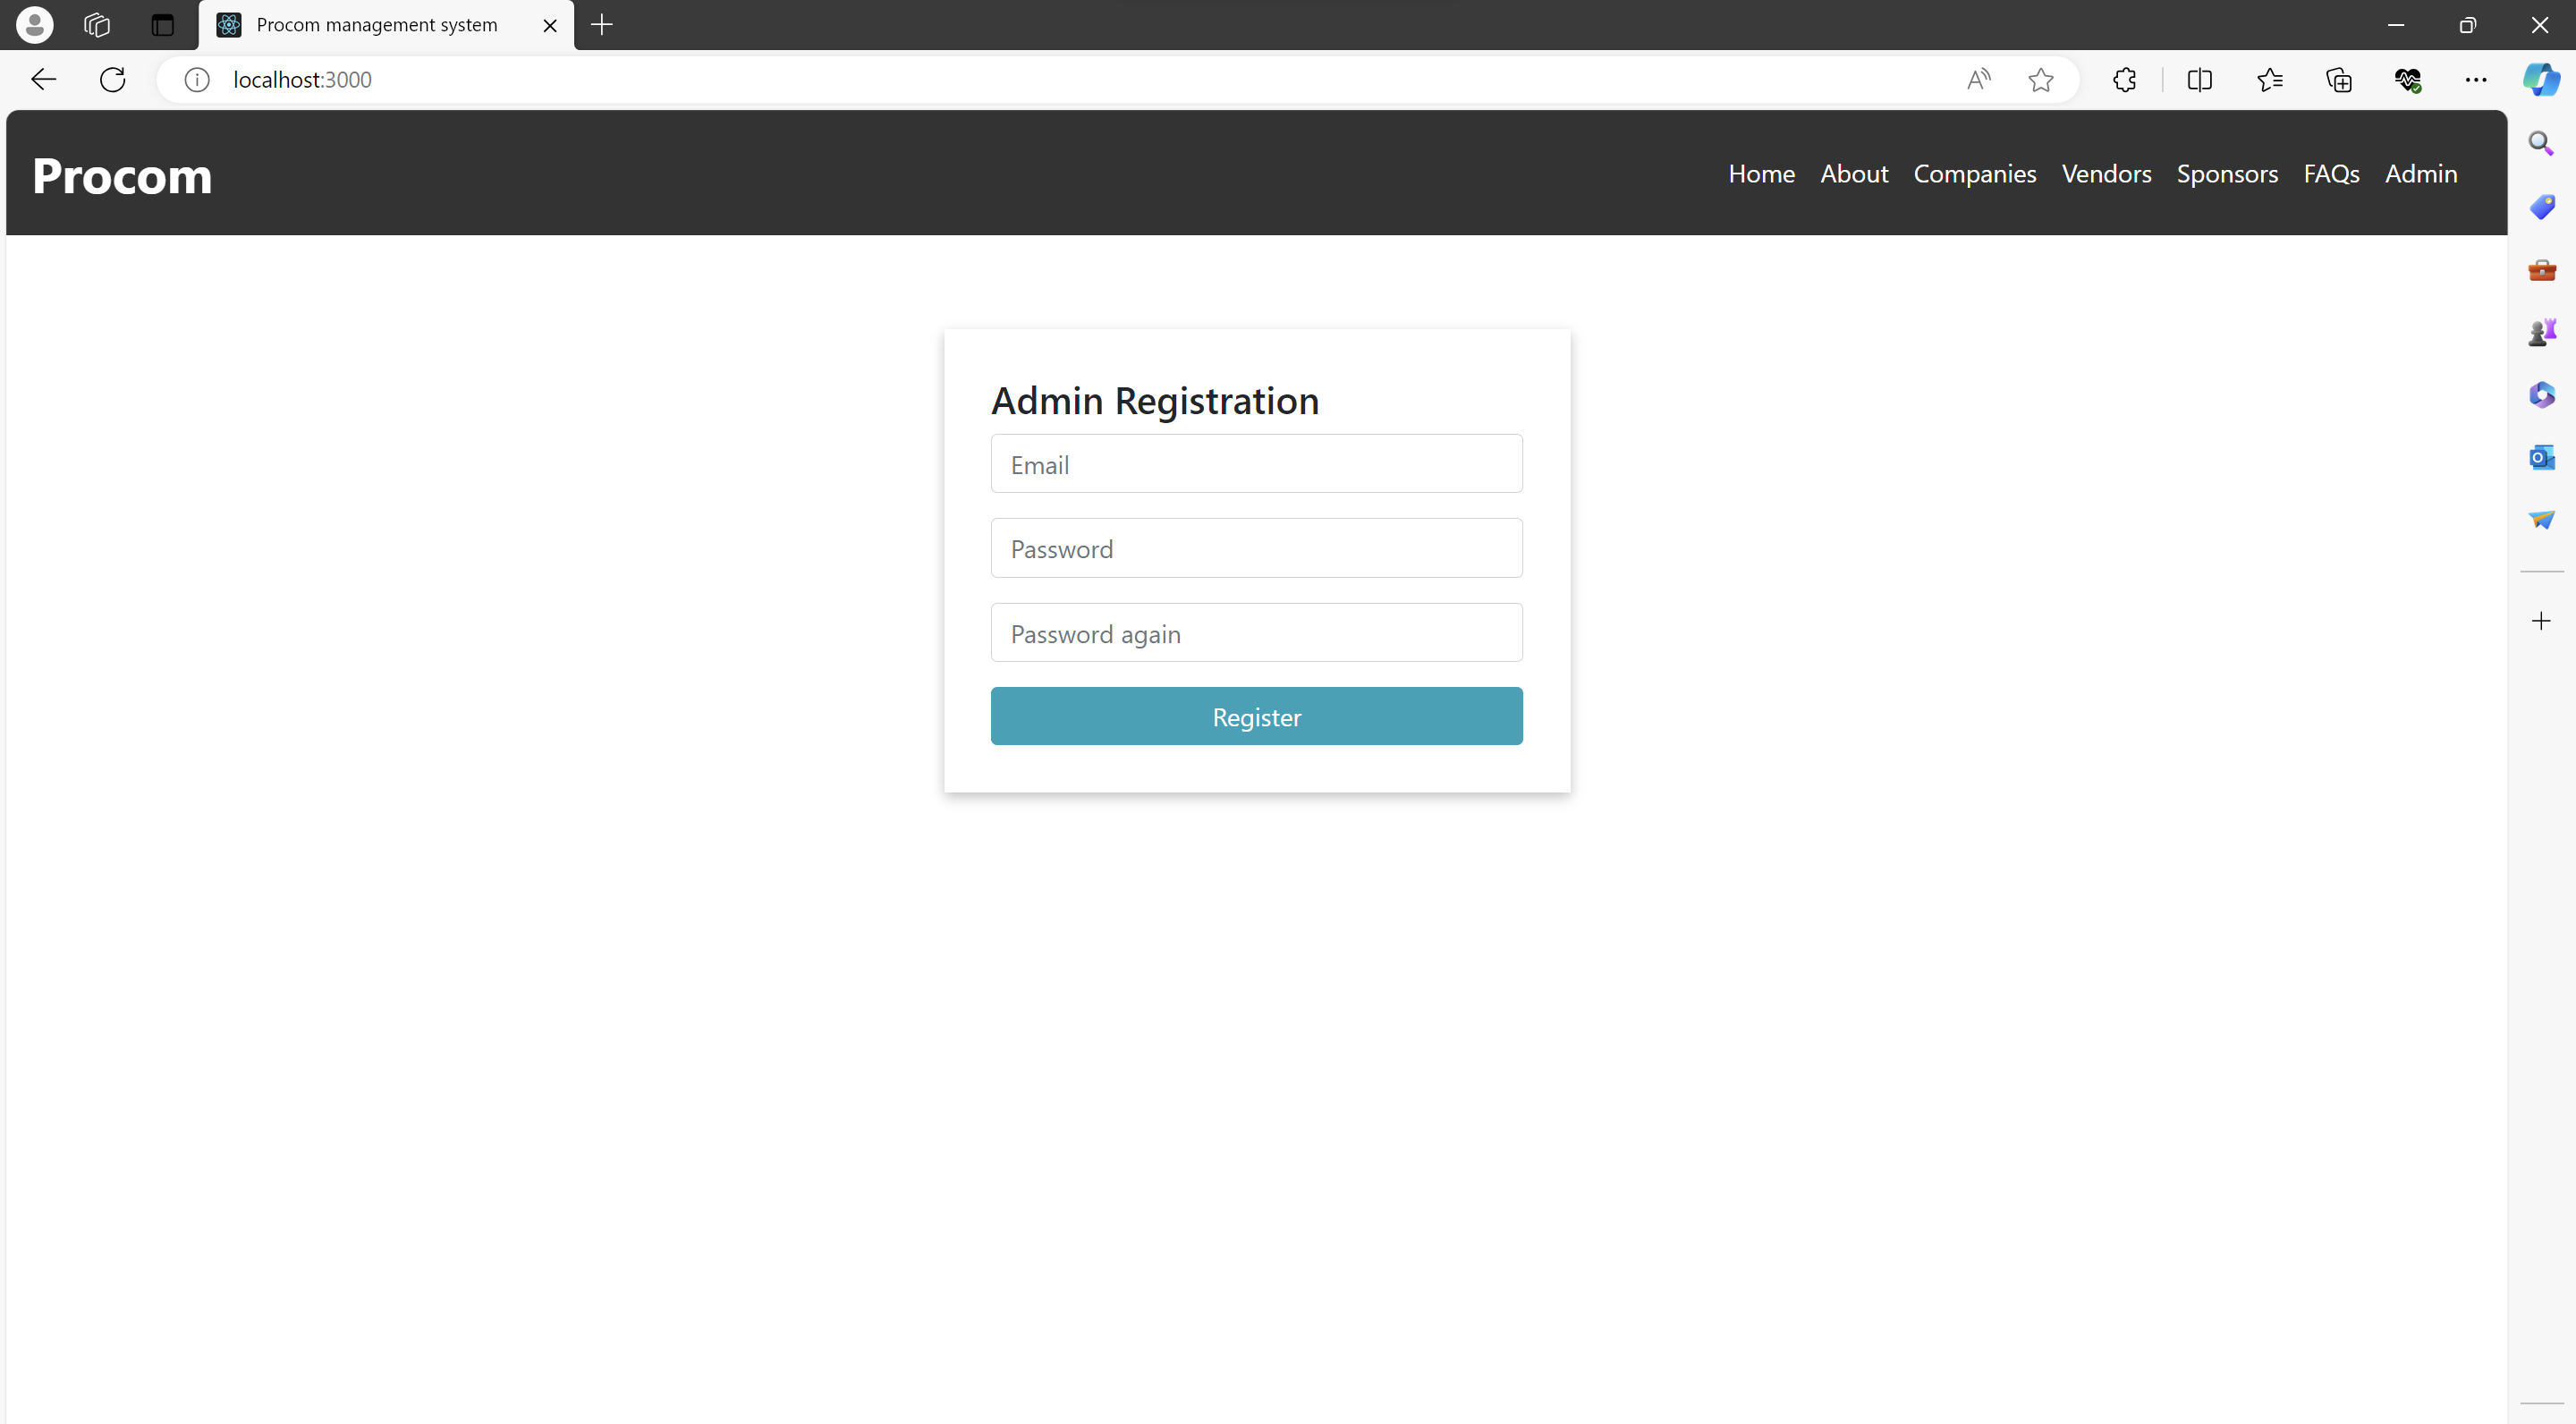 Procom management system
localhost:3000
Procom
Home About Companies Vendors Sponsors FAQs Admin
Admin Registration
Email
Password
Password again
Register